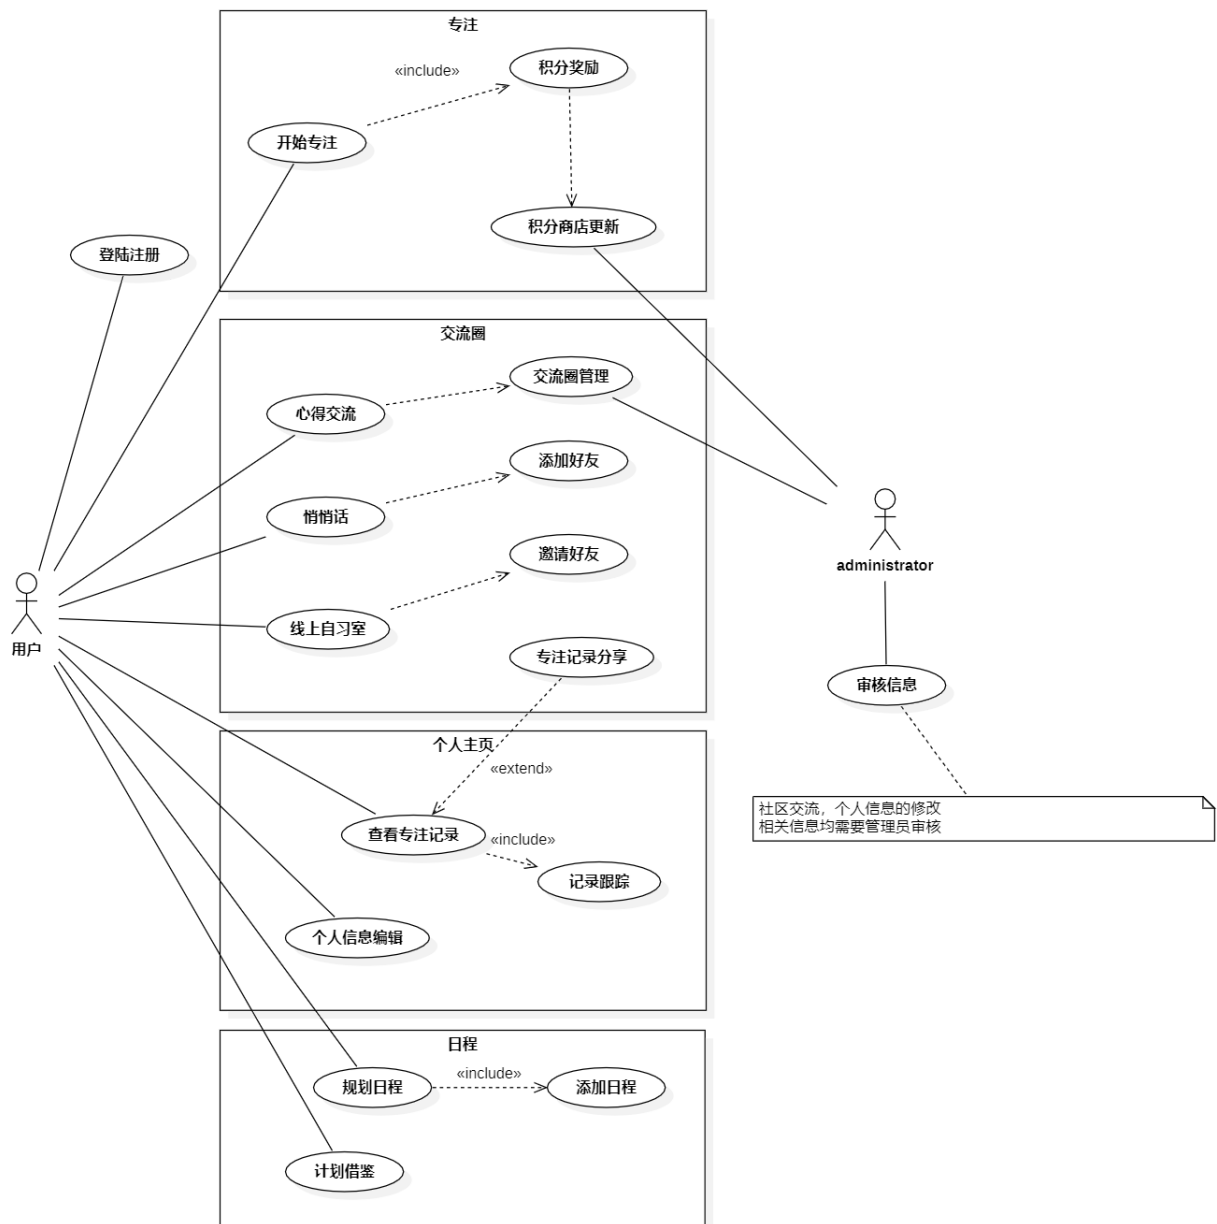 专注
«include»
积分奖励
开始专注
积分商店更新
登陆注册
交流圈
交流圈管理
心得交流
添加好友
悄悄话
邀请好友
线上自习室
专注记录分享
用户
administrator
审核信息
个人主页
«extend»
社区交流，个人信息的修改
相关信息均需要管理员审核
查看专注记录
«include»
记录跟踪
个人信息编辑
日程
«include»
规划日程
添加日程
计划借鉴